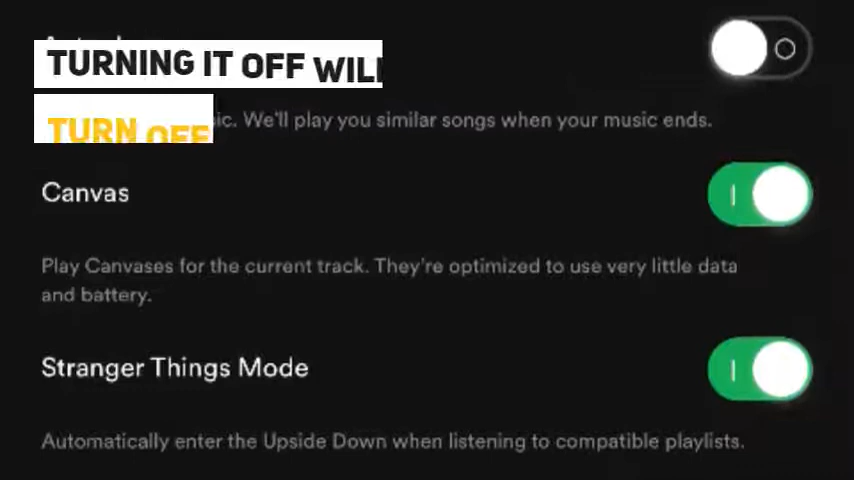 TURNING IT OFF WILL
TURN OFF
We'll play you similar songs when your music ends.
Canvas
Play Canvases for the current track. They're optimized to use very little data
and battery.
Stranger Things Mode
Automatically enter the Upside Down when listening to compatible playlists.